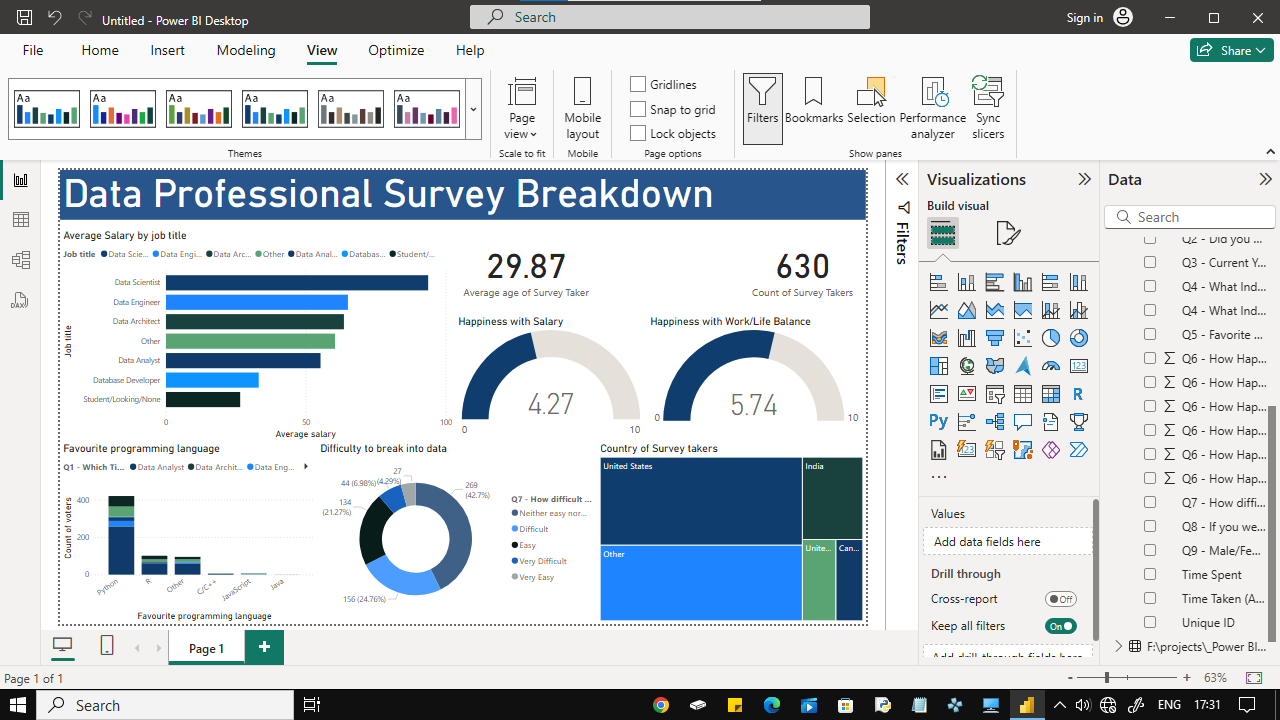 Untitled - Power BI Desktop
Search
Sign in
File
Home
Insert
Modeling
View
Optimize
Help
Share
Aa
Aa
Aa
Aa
Aa
Aa
Page
view
Mobile
layout
Gridlines
Snap to grid
Lock objects
Filters
Bookmarks
Selection
Performance
analyzer
Sync
slicers
Themes
Scale to fit
Mobile
Page options
Show panes
Data Professional Survey Breakdown
Average Salary by job title
Job title
Data Scie...
Data Engi...
Data Arc...
Other
Data Anal...
Databas...
Student/...
Data Scientist
Data Engineer
Data Architect
Other
Data Analyst
Database Developer
Student/Looking/None
Job title
0
50
100
Average salary
29.87
Average age of Survey Taker
630
Count of Survey Takers
Happiness with Salary
4.27
0
10
Happiness with Work/Life Balance
5.74
0
10
Favourite programming language
Q1 - Which Ti...
Data Analyst
Data Archit...
Data Eng...
Count of voters
400
200
0
Python
R
Other
C/C++
JavaScript
Java
Favourite programming language
Difficulty to break into data
27
(4.29%)
44 (6.98%)
134
(21.27%)
269
(42.7%)
156 (24.76%)
Q7 - How difficult ...
Neither easy nor...
Difficult
Easy
Very Difficult
Very Easy
Country of Survey takers
United States
India
Other
Unite...
Can...
Filters
Visualizations
Build visual
R
Py
123
123
...
Values
Add data fields here
Drill through
Cross-report
Off
Keep all filters
On
Add drill-through fields here
Data
Search
Q2 - Did you ...
Q3 - Current Y...
Q4 - What Ind...
Q4 - What Ind...
Q5 - Favorite ...
Q6 - How Hap...
Q6 - How Hap...
Q6 - How Hap...
Q6 - How Hap...
Q6 - How Hap...
Q6 - How Hap...
Q7 - How diffi...
Q8 - If you we...
Q9 - Male/Fe...
Time Spent
Time Taken (A...
Unique ID
F:\projects\_Power BI...
Page 1
+
Page 1 of 1
- + 63%
Search
ENG
17:31